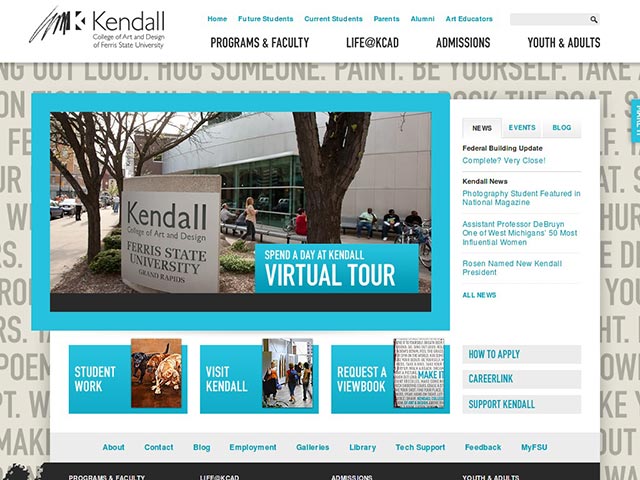 Kendall
College of Art and Design
of Ferris State University
Home Future Students Current Students Parents Alumni Art Educators
PROGRAMS & FACULTY LIFE@KCAD ADMISSIONS YOUTH & ADULTS
NG OUT LOUD. HUG SOMEONE. PAINT. BE YOURSELF. TAKE
NEWS EVENTS BLOG
Federal Building Update
Complete? Very Close!
Kendall News
Photography Student Featured in
National Magazine
Assistant Professor DeBruyn
One of West Michigans' 50 Most
Influential Women
Rosen Named New Kendall
President
ALL NEWS
Kendall
College of Art and Design
FERRIS STATE
UNIVERSITY
GRAND RAPIDS
SPEND A DAY AT KENDALL
VIRTUAL TOUR
STUDENT
WORK
VISIT
KENDALL
REQUEST A
VIEWBOOK
MAKE IT
HOW TO APPLY
CAREERLINK
SUPPORT KENDALL
About Contact Blog Employment Galleries Library Tech Support Feedback MyFSU
PROGRAMS & FACULTY LIFE@KCAD ADMISSIONS YOUTH & ADULTS